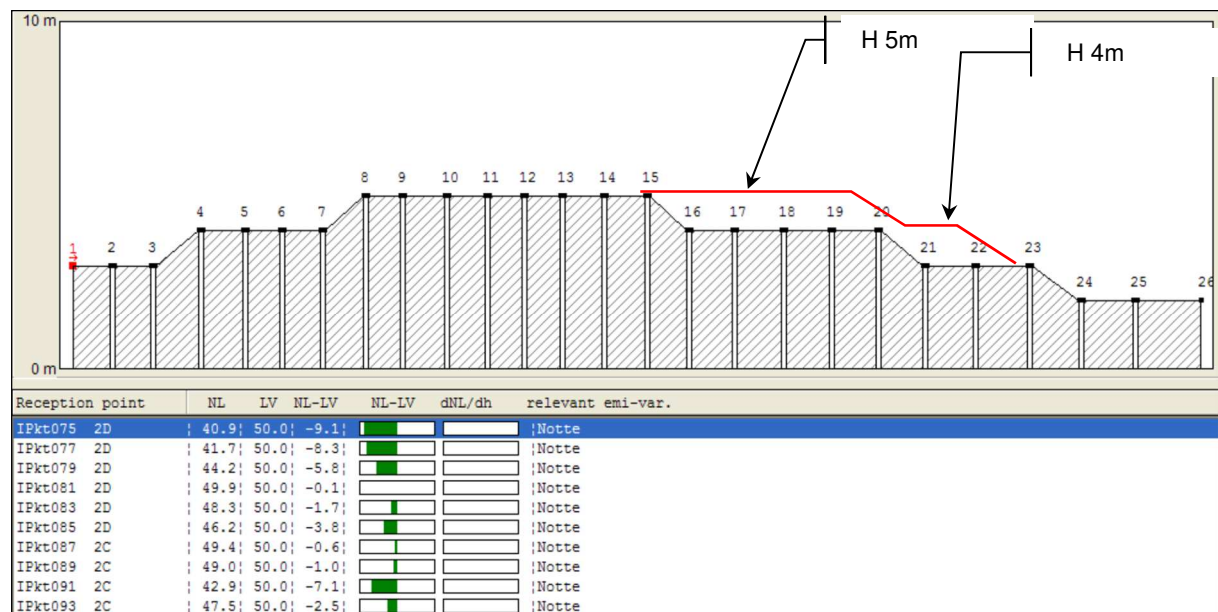 10 m
H 5m
H 4m
8 9 10 11 12 13 14 15
4 5 6 7 16 17 18 19 20
1 2 3 21 22 23
24 25 26
0 m
Reception point NL LV NL-LV NL-LV dNL/dh relevant emi-var.
IPkt075 2D ¦ 40.9¦ 50.0¦ -9.1¦ ¦Notte
IPkt077 2D ¦ 41.7¦ 50.0¦ -8.3¦ ¦Notte
IPkt079 2D ¦ 44.2¦ 50.0¦ -5.8¦ ¦Notte
IPkt081 2D ¦ 49.9¦ 50.0¦ -0.1¦ ¦Notte
IPkt083 2D ¦ 48.3¦ 50.0¦ -1.7¦ ¦Notte
IPkt085 2D ¦ 46.2¦ 50.0¦ -3.8¦ ¦Notte
IPkt087 2C ¦ 49.4¦ 50.0¦ -0.6¦ ¦Notte
IPkt089 2C ¦ 49.0¦ 50.0¦ -1.0¦ ¦Notte
IPkt091 2C ¦ 42.9¦ 50.0¦ -7.1¦ ¦Notte
IPkt093 2C ¦ 47.5¦ 50.0¦ -2.5¦ ¦Notte